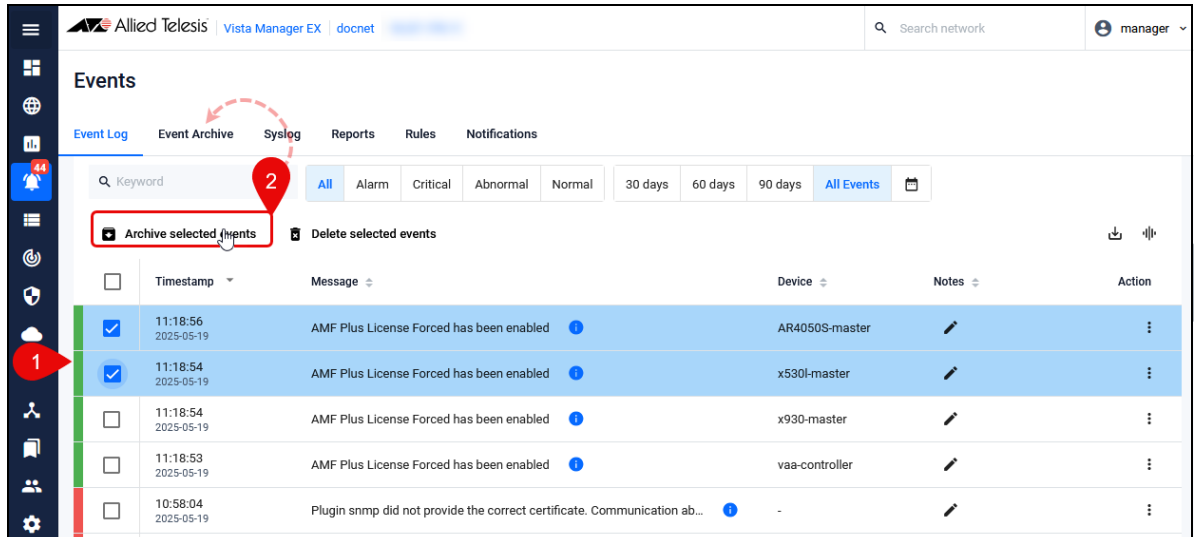 Allied Telesis Vista Manager EX docnet
Search network
manager
Events
Event Log Event Archive Syslog Reports Rules Notifications
44
Keyword
2
All Alarm Critical Abnormal Normal 30 days 60 days 90 days All Events
Archive selected events Delete selected events
Timestamp Message Device Notes Action
11:18:56
2025-05-19
AMF Plus License Forced has been enabled
AR4050S-master
1
11:18:54
2025-05-19
AMF Plus License Forced has been enabled
x530l-master
11:18:54
2025-05-19
AMF Plus License Forced has been enabled
x930-master
11:18:53
2025-05-19
AMF Plus License Forced has been enabled
vaa-controller
10:58:04
2025-05-19
Plugin snmp did not provide the correct certificate. Communication ab...
-